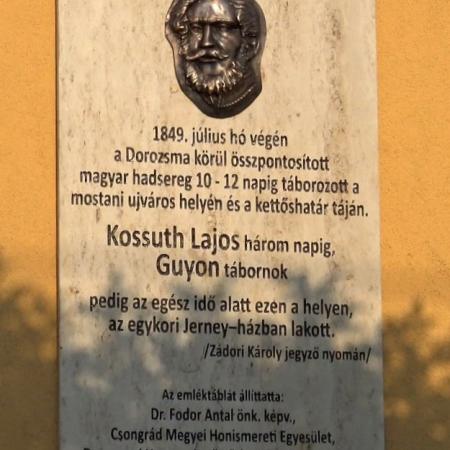 1849. július hó végén
a Dorozsma körül összpontosított
magyar hadsereg 10 - 12 napig táborozott a
mostani ujváros helyén és a kettőshatár táján.
Kossuth Lajos három napig,
Guyon tábornok
pedig az egész idő alatt ezen a helyen,
az egykori Jerney–házban lakott.
/Zádori Károly jegyző nyomán/
Az emléktáblát állíttatta:
Dr. Fodor Antal önk. képv.,
Csongrád Megyei Honismereti Egyesület,